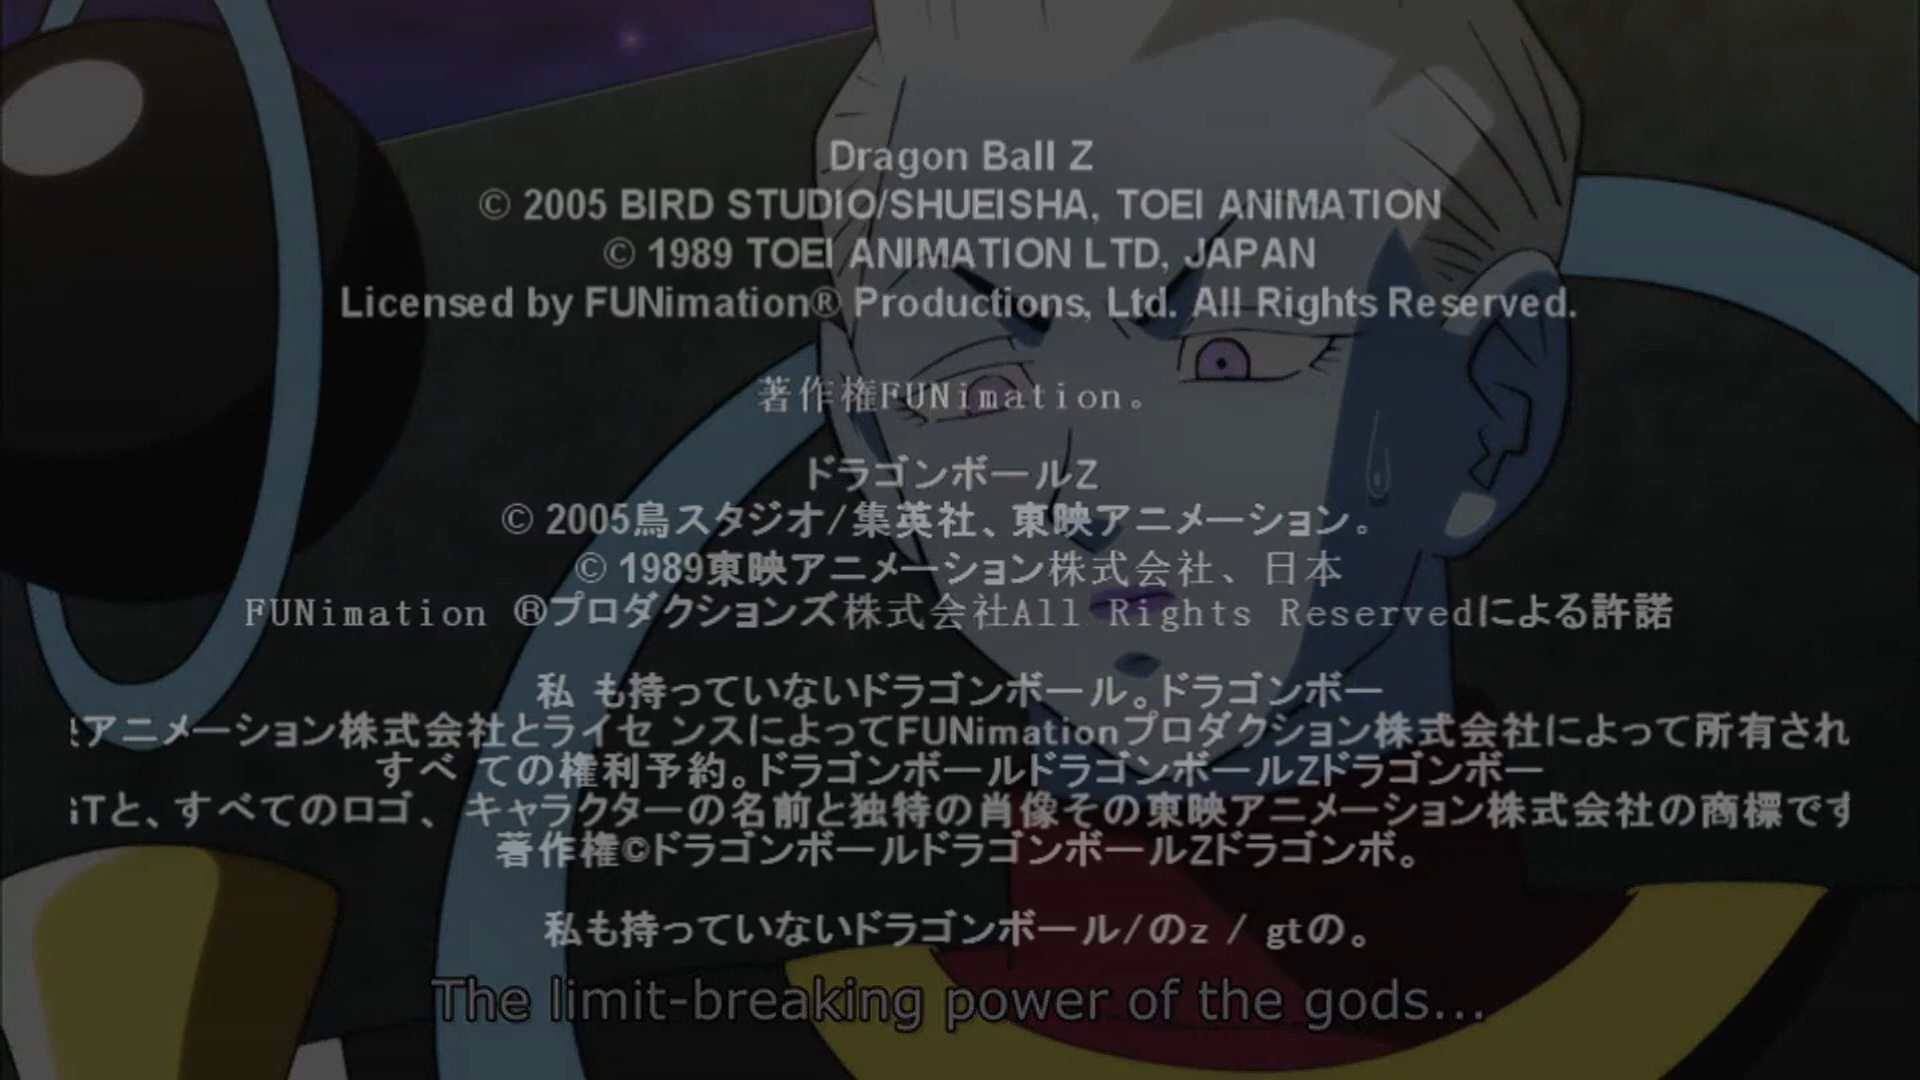 Dragon Ball Z
© 2005 BIRD STUDIO/SHUEISHA, TOEI ANIMATION
© 1989 TOEI ANIMATION LTD, JAPAN
Licensed by FUNimation® Productions, Ltd. All Rights Reserved.
著作権FUNimation。
ドラゴンボールZ
© 2005鳥スタジオ/集英社、東映アニメーション。
© 1989東映アニメーション株式会社、日本
FUNimation ®プロダクションズ株式会社All Rights Reservedによる許諾
私 も持っていないドラゴンボール。ドラゴンボー
アニメーション株式会社とライセ ンスによってFUNimationプロダクション株式会社によって所有され
すべ ての権利予約。ドラゴンボールドラゴンボールZドラゴンボー
Tと、すべてのロゴ、 キャラクターの名前と独特の肖像その東映アニメーション株式会社の商標です
著作権©ドラゴンボールドラゴンボールZドラゴンボ。
私も持っていないドラゴンボール/のz / gtの。
The limit-breaking power of the gods...